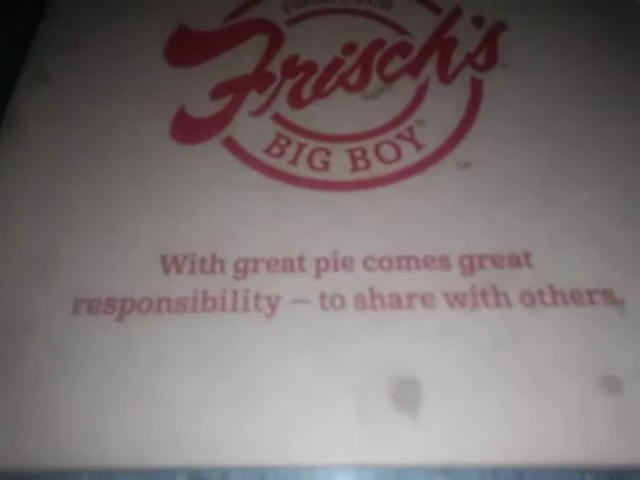 Frisch's
BIG BOY
With great pie comes great
responsibility – to share with others.